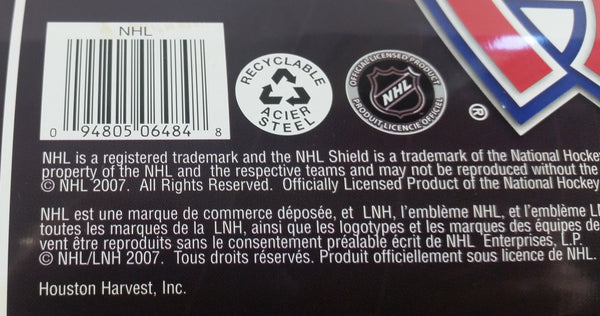 NHL
0 94805 06484 8
RECYCLABLE
ACIER
STEEL
OFFICIAL LICENSED PRODUCT
NHL
PRODUIT LICENCIÉ OFFICIEL
®
NHL is a registered trademark and the NHL Shield is a trademark of the National Hockey
property of the NHL and the respective teams and may not be reproduced without the
© NHL 2007. All Rights Reserved. Officially Licensed Product of the National Hockey
NHL est une marque de commerce déposée, et LNH, l'emblème NHL, et l'emblème
toutes les marques de la LNH, ainsi que les logotypes et les marques des équipes de
vent être reproduits sans le consentement préalable écrit de NHL Enterprises, L.P.
© NHL/LNH 2007. Tous droits réservés. Produit officiellement sous licence de NHL.
Houston Harvest, Inc.